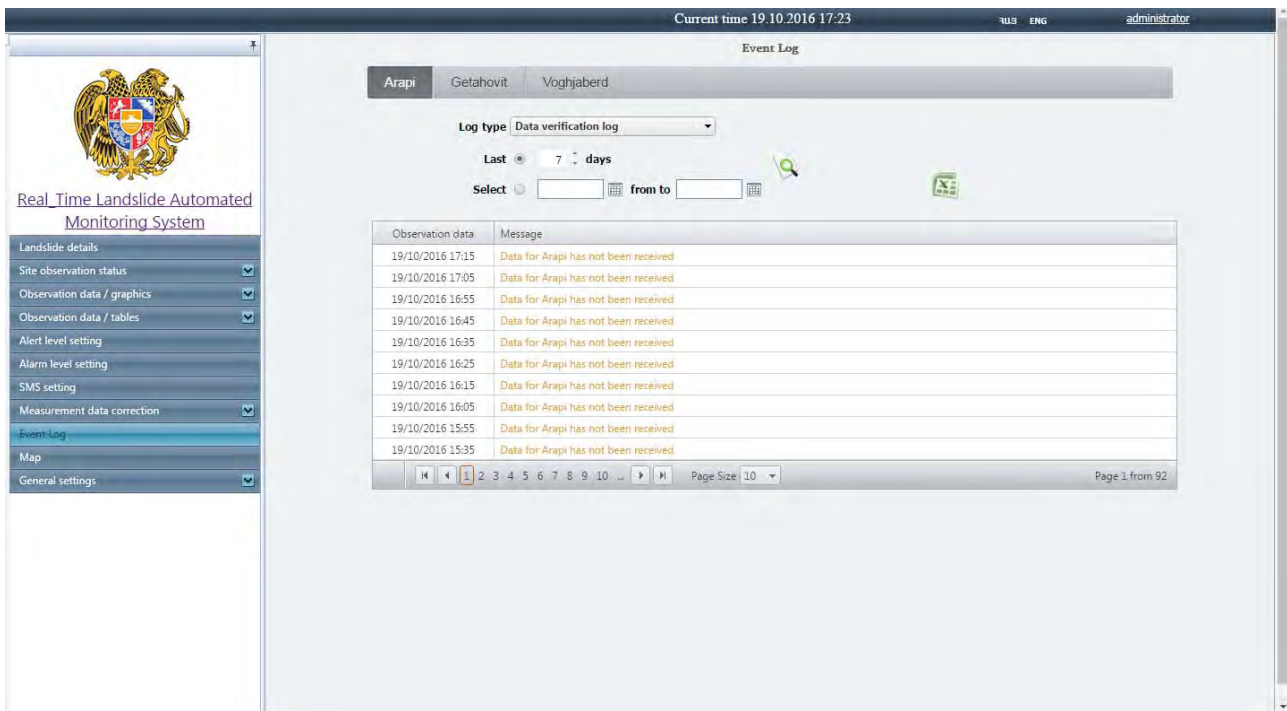 Current time 19.10.2016 17:23
ՀԱՅ ENG
administrator
Event Log
Real_Time Landslide Automated
Monitoring System
Landslide details
Site observation status
Observation data / graphics
Observation data / tables
Alert level setting
Alarm level setting
SMS setting
Measurement data correction
Event Log
Map
General settings
Arapi Getahovit Voghjaberd
Log type Data verification log
Last 7 days
Select from to
Observation data Message
19/10/2016 17:15 Data for Arapi has not been received
19/10/2016 17:05 Data for Arapi has not been received
19/10/2016 16:55 Data for Arapi has not been received
19/10/2016 16:45 Data for Arapi has not been received
19/10/2016 16:35 Data for Arapi has not been received
19/10/2016 16:25 Data for Arapi has not been received
19/10/2016 16:15 Data for Arapi has not been received
19/10/2016 16:05 Data for Arapi has not been received
19/10/2016 15:55 Data for Arapi has not been received
19/10/2016 15:35 Data for Arapi has not been received
1 2 3 4 5 6 7 8 9 10 ... Page Size 10 Page 1 from 92